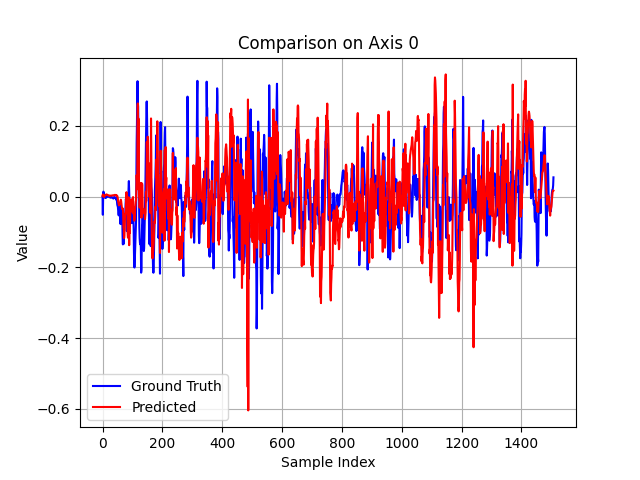 Comparison on Axis 0
Value
0.2
0.0
−0.2
−0.4
−0.6
Ground Truth
Predicted
0 200 400 600 800 1000 1200 1400
Sample Index